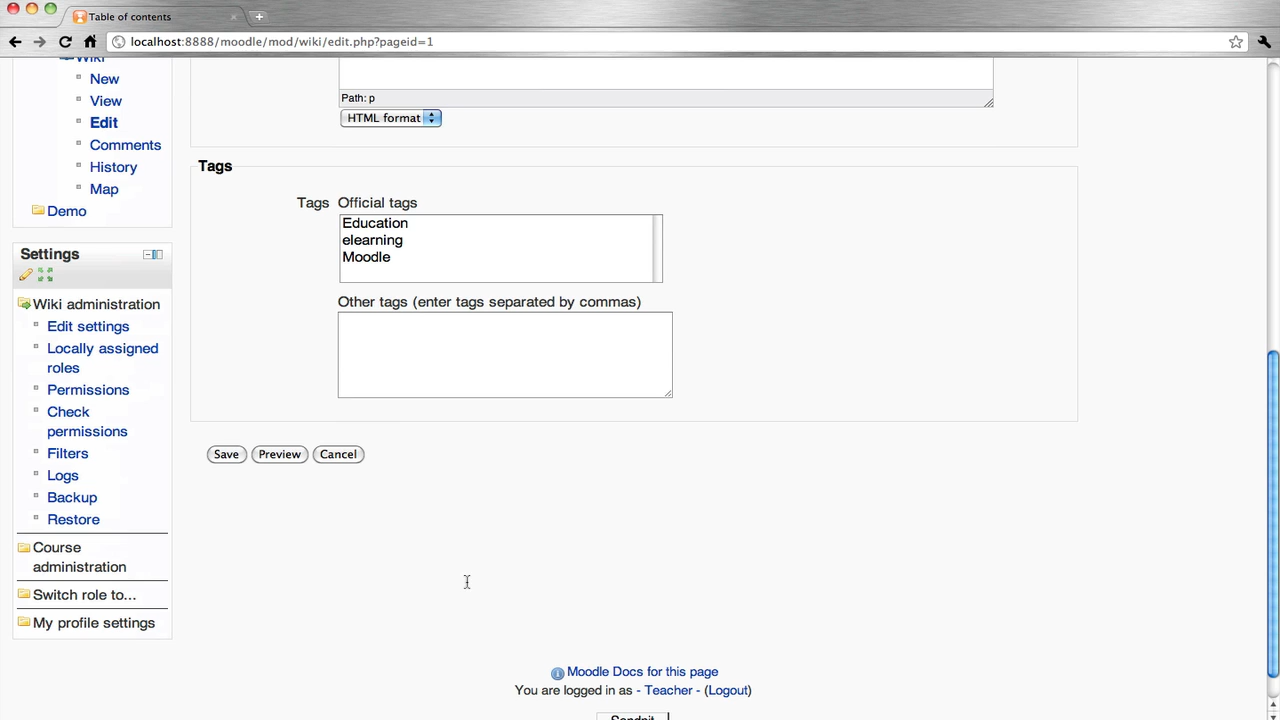 Table of contents
localhost:8888/moodle/mod/wiki/edit.php?pageid=1
Wiki
New
View
Edit
Comments
History
Map
Demo
Settings
Wiki administration
Edit settings
Locally assigned
roles
Permissions
Check
permissions
Filters
Logs
Backup
Restore
Course
administration
Switch role to...
My profile settings
Path: p
HTML format
Tags
Tags Official tags
Education
elearning
Moodle
Other tags (enter tags separated by commas)
Save Preview Cancel
Moodle Docs for this page
You are logged in as - Teacher - (Logout)